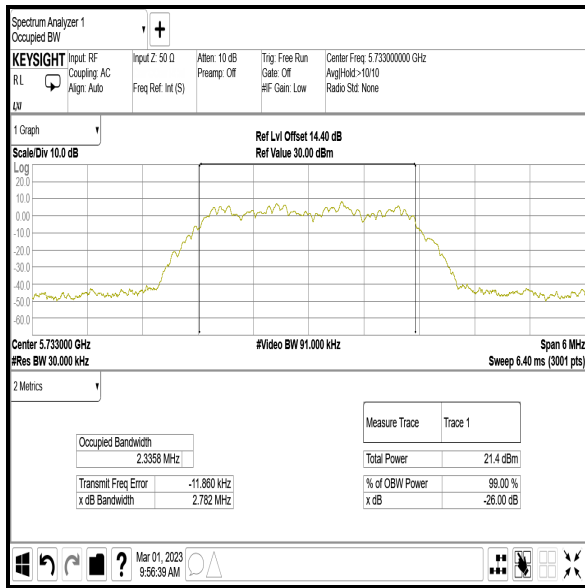 Spectrum Analyzer 1
Occupied BW
KEYSIGHT
Input: RF
Coupling: AC
Align: Auto
Input Z: 50 Ω
Freq Ref: Int (S)
Atten: 10 dB
Preamp: Off
Trig: Free Run
Gate: Off
#IF Gain: Low
Center Freq: 5.733000000 GHz
Avg|Hold:>10/10
Radio Std: None
R L
LXI
1 Graph
Scale/Div 10.0 dB
Ref Lvl Offset 14.40 dB
Ref Value 30.00 dBm
Log
20.0
10.0
0.00
-10.0
-20.0
-30.0
-40.0
-50.0
-60.0
Center 5.733000 GHz
#Video BW 91.000 kHz
Span 6 MHz
#Res BW 30.000 kHz
Sweep 6.40 ms (3001 pts)
2 Metrics
Occupied Bandwidth
2.3358 MHz
Transmit Freq Error -11.860 kHz
x dB Bandwidth 2.782 MHz
Measure Trace Trace 1
Total Power 21.4 dBm
% of OBW Power 99.00 %
x dB -26.00 dB
?
Mar 01, 2023
9:56:39 AM